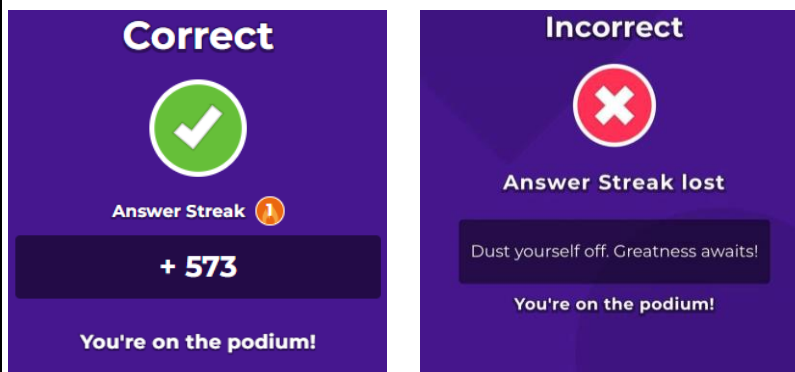 Correct
Answer Streak 1
+ 573
You're on the podium!
Incorrect
Answer Streak lost
Dust yourself off. Greatness awaits!
You're on the podium!